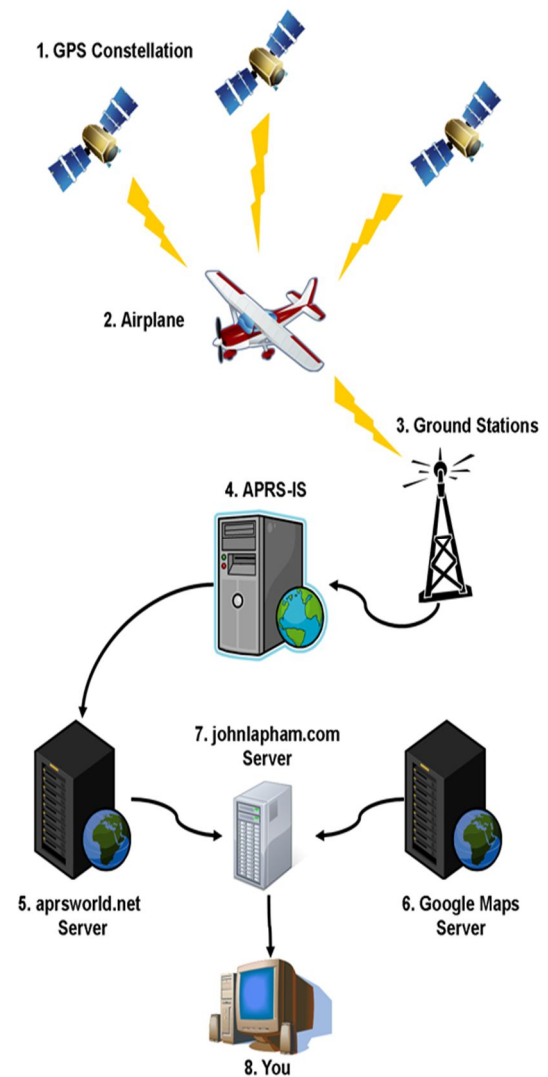 1. GPS Constellation
2. Airplane
3. Ground Stations
4. APRS-IS
7. johnlapham.com
Server
5. aprsworld.net
Server
6. Google Maps
Server
8. You